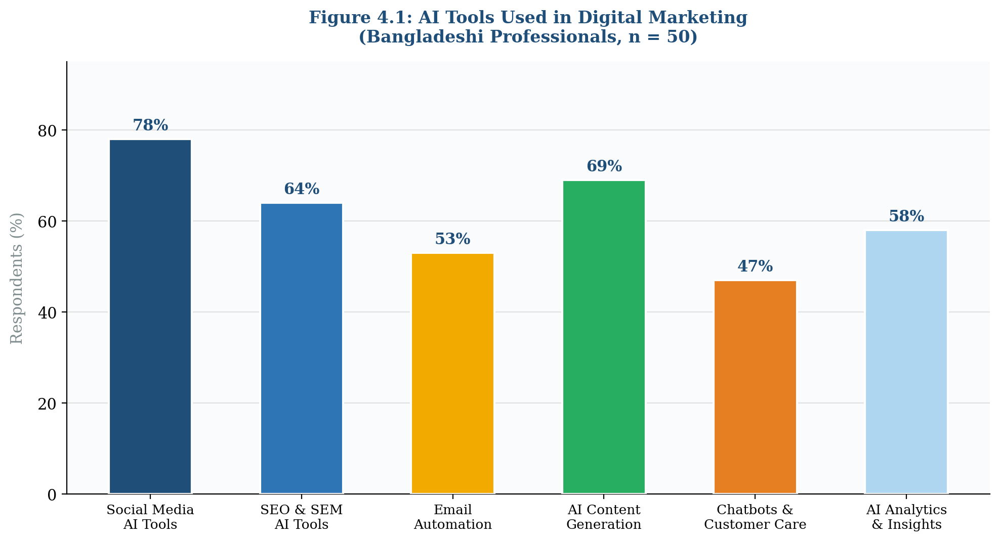 Figure 4.1: AI Tools Used in Digital Marketing
(Bangladeshi Professionals, n = 50)
Respondents (%)
80
60
40
20
0
78%
64%
53%
69%
47%
58%
Social Media
AI Tools
SEO & SEM
AI Tools
Email
Automation
AI Content
Generation
Chatbots &
Customer Care
AI Analytics
& Insights